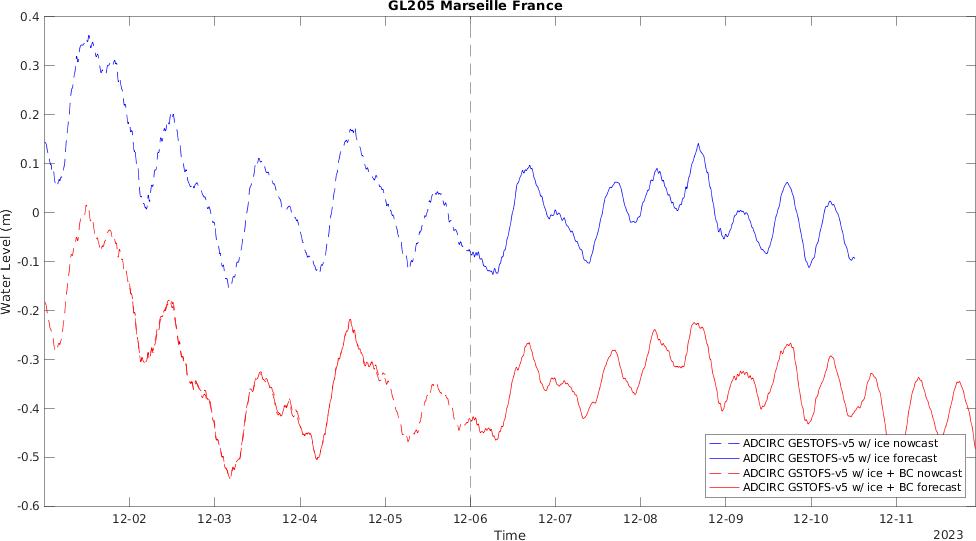 GL205 Marseille France
Water Level (m)
0.4
0.3
0.2
0.1
0
-0.1
-0.2
-0.3
-0.4
-0.5
-0.6
12-02 12-03 12-04 12-05 12-06 12-07 12-08 12-09 12-10 12-11
Time
2023
ADCIRC GESTOFS-v5 w/ ice nowcast
ADCIRC GESTOFS-v5 w/ ice forecast
ADCIRC GSTOFS-v5 w/ ice + BC nowcast
ADCIRC GSTOFS-v5 w/ ice + BC forecast